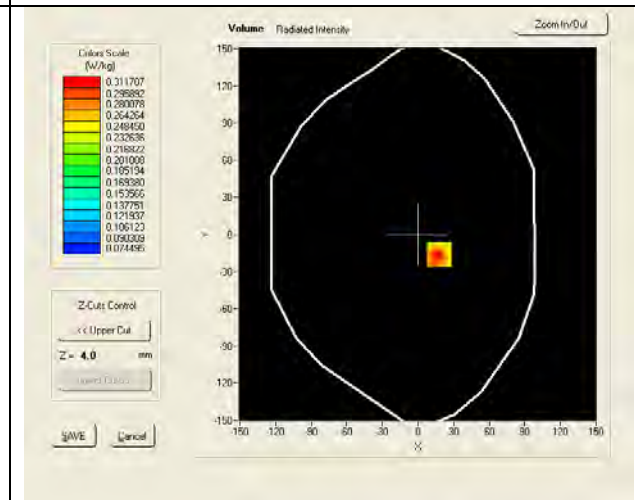 Volume Radiated Intensity
Zoom In/Out
Colors Scale
(W/kg)
0.311707
0.295892
0.280078
0.264264
0.248450
0.232636
0.216822
0.201008
0.185194
0.169380
0.153566
0.137751
0.121937
0.106123
0.090309
0.074495
Z-Cuts Control
<< Upper Cut
Z = 4.0 mm
SAVE
Cancel
150
120
90
60
30
0
-30
-60
-90
-120
-150
Y
-150 -120 -90 -60 -30 0 30 60 90 120 150
X